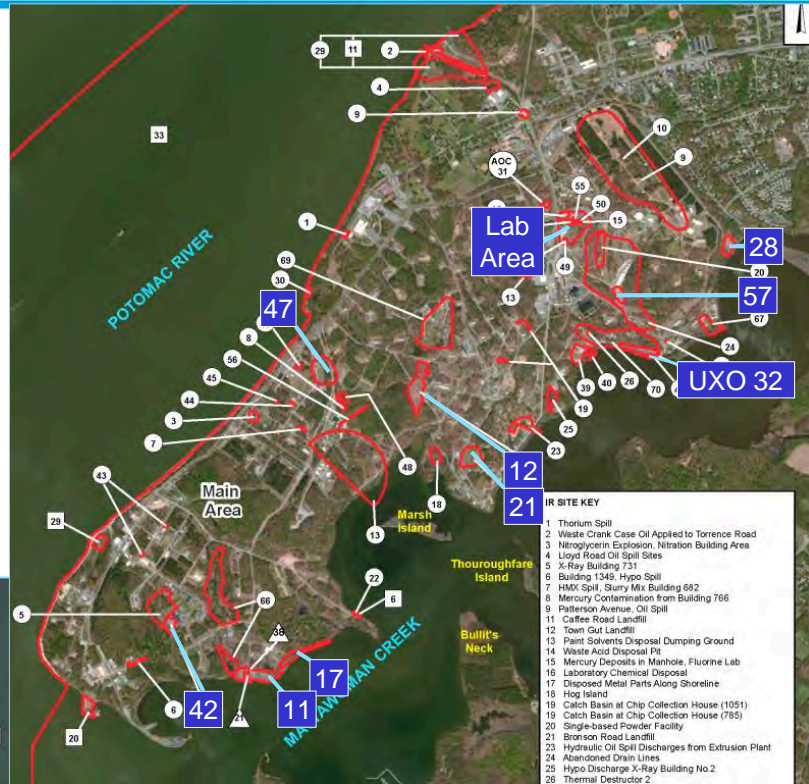 29
11
2
4
9
33
AOC
31
10
9
55
50
15
1
Lab
Area
49
28
20
69
30
POTOMAC RIVER
57
13
47
67
8
24
56
45
44
39
40
26
70
UXO 32
3
19
7
25
48
23
12
18
21
43
Main
Area
13
Marsh
Island
29
IR SITE KEY
1 Thorium Spill
2 Waste Crank Case Oil Applied to Torrence Road
3 Nitroglycerin Explosion, Nitration Building Area
4 Lloyd Road Oil Spill Sites
5 X-Ray Building 731
6 Building 1349, Hypo Spill
7 HMX Spill, Slurry Mix Building 682
8 Mercury Contamination from Building 766
9 Patterson Avenue, Oil Spill
11 Caffee Road Landfill
12 Town Gut Landfill
13 Paint Solvents Disposal Dumping Ground
14 Waste Acid Disposal Pit
15 Mercury Deposits in Manhole, Fluorine Lab
16 Laboratory Chemical Disposal
17 Disposed Metal Parts Along Shoreline
18 Hog Island
19 Catch Basin at Chip Collection House (1051)
19 Catch Basin at Chip Collection House (785)
20 Single-based Powder Facility
21 Bronson Road Landfill
23 Hydraulic Oil Spill Discharges from Extrusion Plant
24 Abandoned Drain Lines
25 Hypo Discharge X-Ray Building No.2
26 Thermal Destructor 2
Thouroughfare
Island
22
6
5
66
38
Bullit's
Neck
17
11
42
6
21
20
CREEK